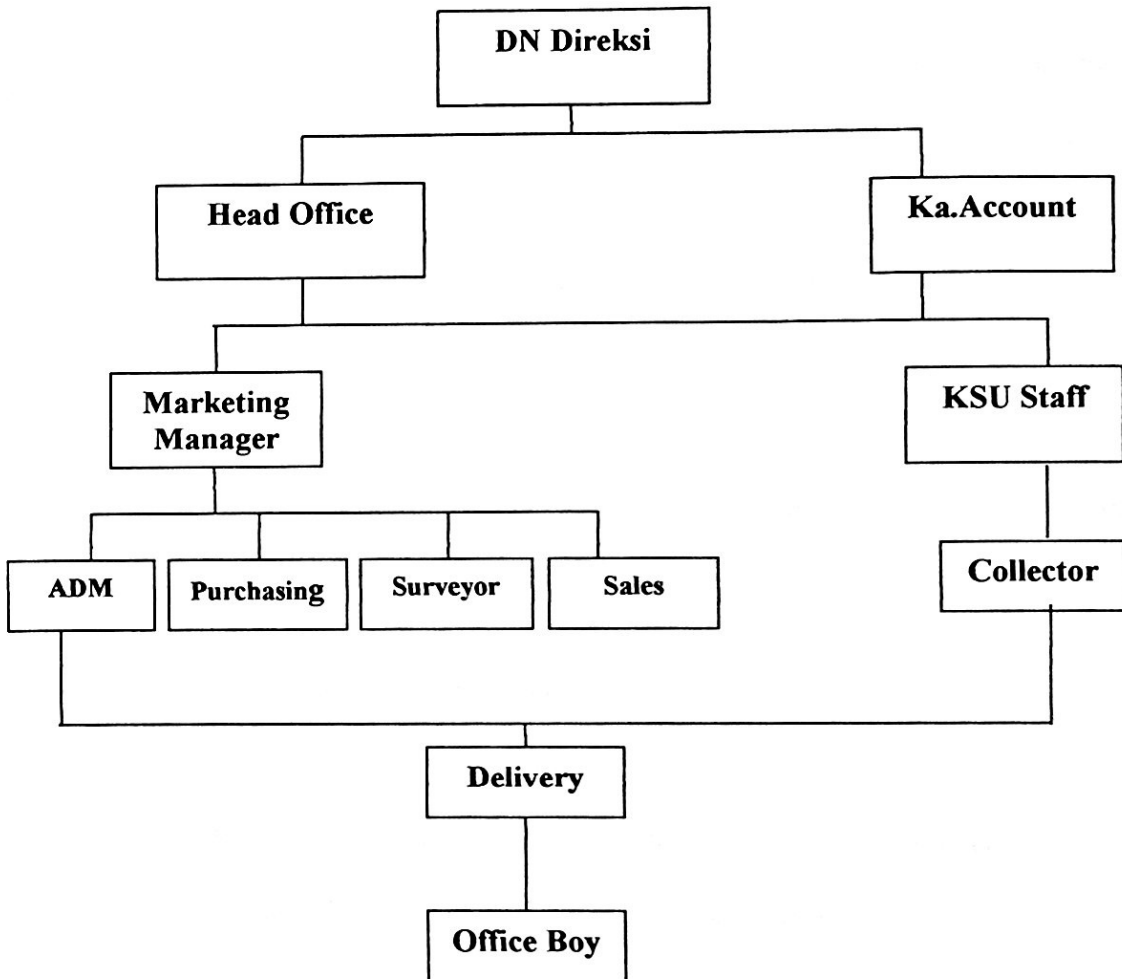 DN Direksi
Head Office
Ka.Account
Marketing
Manager
KSU Staff
ADM
Purchasing
Surveyor
Sales
Collector
Delivery
Office Boy